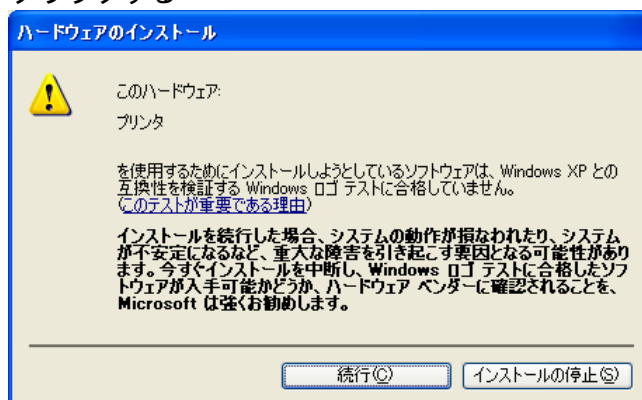 クリックする
ハードウェアのインストール
このハードウェア:
プリンタ
を使用するためにインストールしようとしているソフトウェアは、Windows XP との
互換性を検証する Windows ロゴ テストに合格していません。
(このテストが重要である理由)
インストールを続行した場合、システムの動作が損なわれたり、システム
が不安定になるなど、重大な障害を引き起こす要因となる可能性があり
ます。今すぐインストールを中断し、Windows ロゴ テストに合格したソフ
トウェアが入手可能かどうか、ハードウェア ベンダーに確認されることを、
Microsoft は強くお勧めします。
続行(C)
インストールの停止(S)